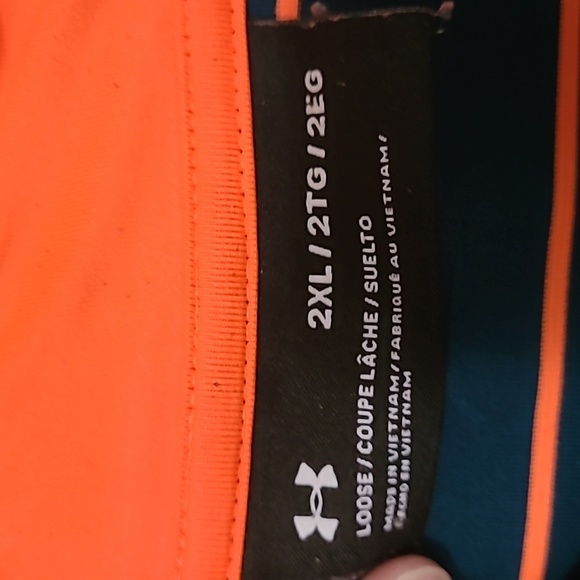 2XL / 2TG / 2EG
LOOSE / COUPE LÂCHE / SUELTO
MADE IN VIETNAM / FABRIQUÉ AU VIETNAM /
HECHO EN VIETNAM